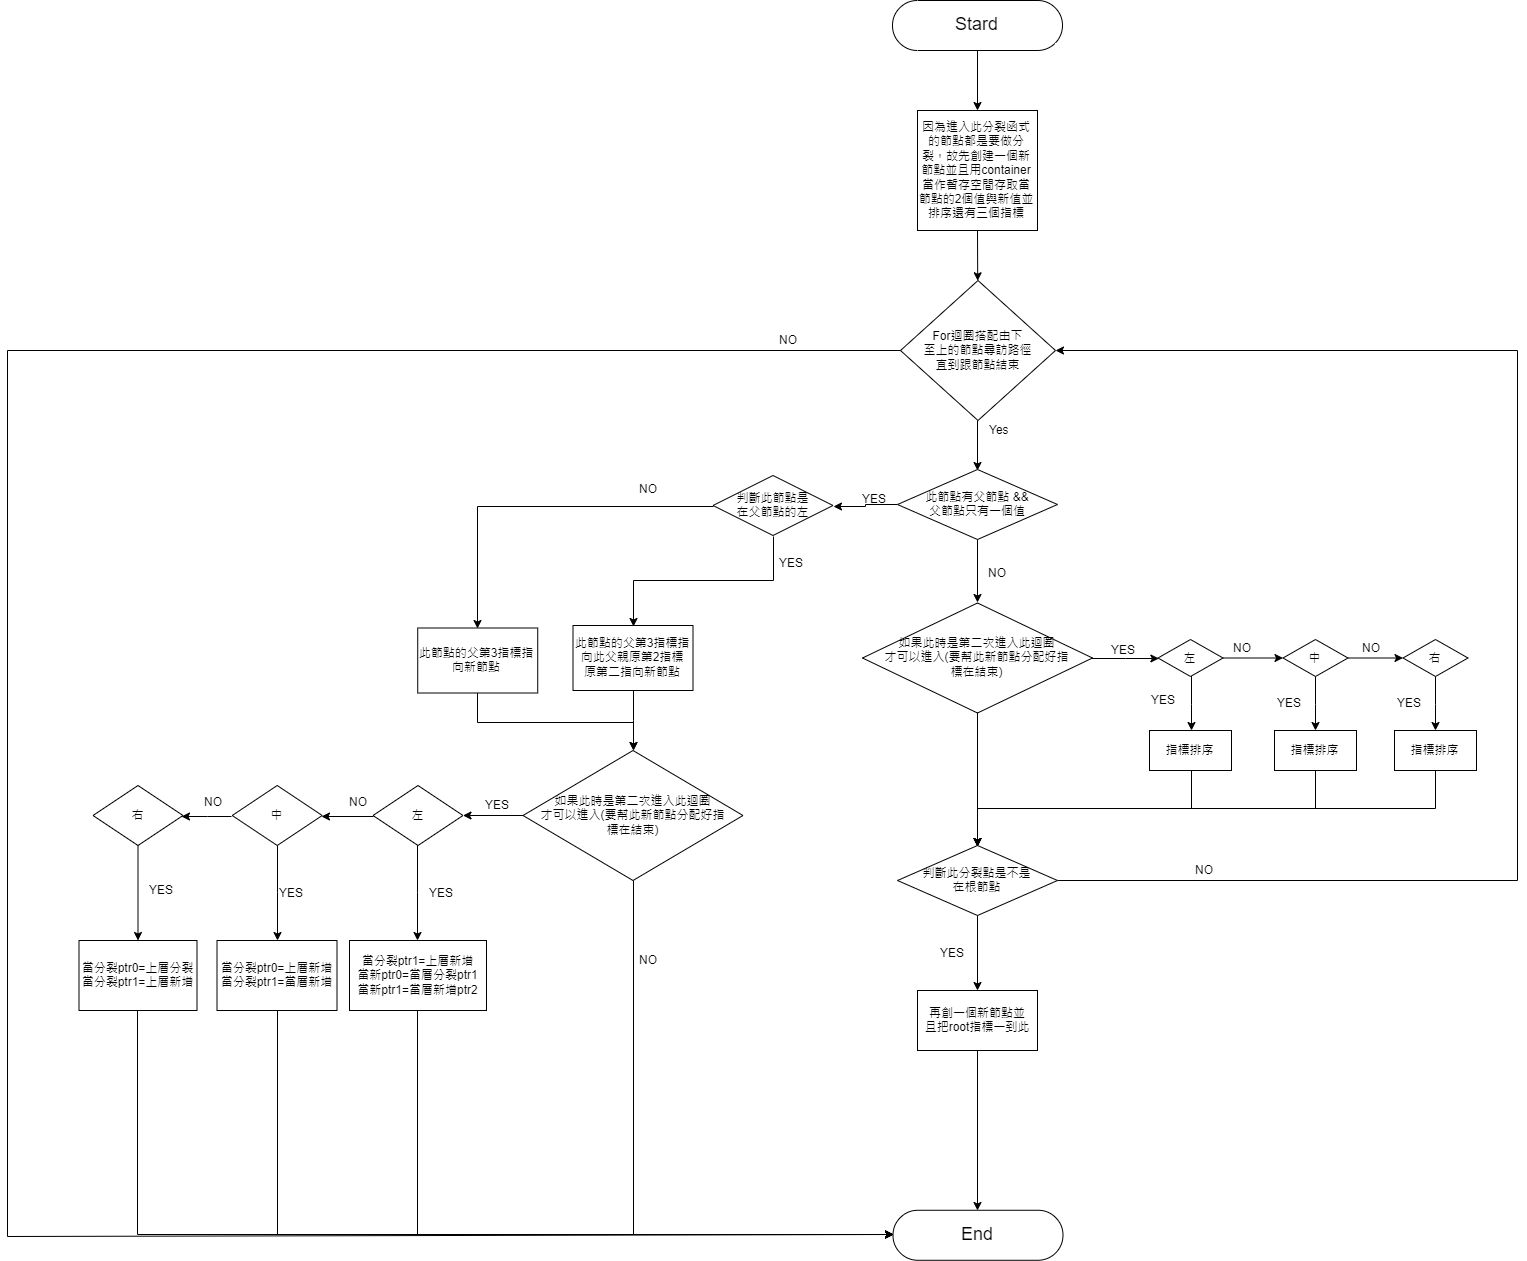 Stard
因為進入此分裂函式
的節點都是要做分
裂，故先創建一個新
節點並且用container
當作暫存空間存取當
節點的2個值與新值並
排序還有三個指標
For迴圈搭配由下
至上的節點尋訪路徑
直到跟節點結束
NO
Yes
此節點有父節點 &&
父節點只有一個值
YES
判斷此節點是
在父節點的左
NO
YES
NO
此節點的父第3指標指
向新節點
此節點的父第3指標指
向此父親原第2指標
原第二指向新節點
如果此時是第二次進入此迴圈
才可以進入(要幫此新節點分配好指
標在結束)
YES
左
NO
中
NO
右
YES
YES
YES
指標排序
指標排序
指標排序
如果此時是第二次進入此迴圈
才可以進入(要幫此新節點分配好指
標在結束)
YES
左
NO
中
NO
右
YES
YES
YES
NO
判斷此分裂點是不是
在根節點
NO
YES
當分裂ptr0=上層分裂
當分裂ptr1=上層新增
當分裂ptr0=上層新增
當分裂ptr1=當層新增
當分裂ptr1=上層新增
當新ptr0=當層分裂ptr1
當新ptr1=當層新增ptr2
再創一個新節點並
且把root指標一到此
End